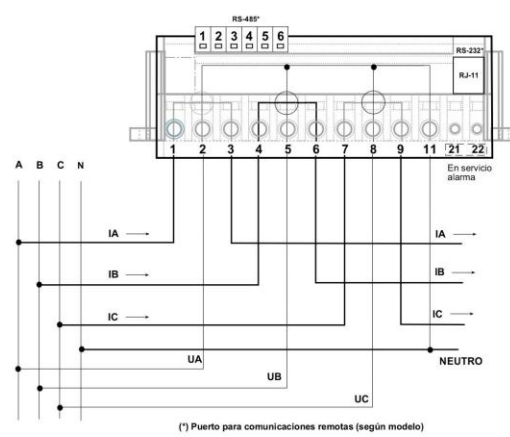 RS-485*
1 2 3 4 5 6
RS-232*
RJ-11
1 2 3 4 5 6 7 8 9 11 21 22
En servicio
alarma
A B C N
IA IA
IB IB
IC IC
NEUTRO
UA
UB
UC
(*) Puerto para comunicaciones remotas (según modelo)